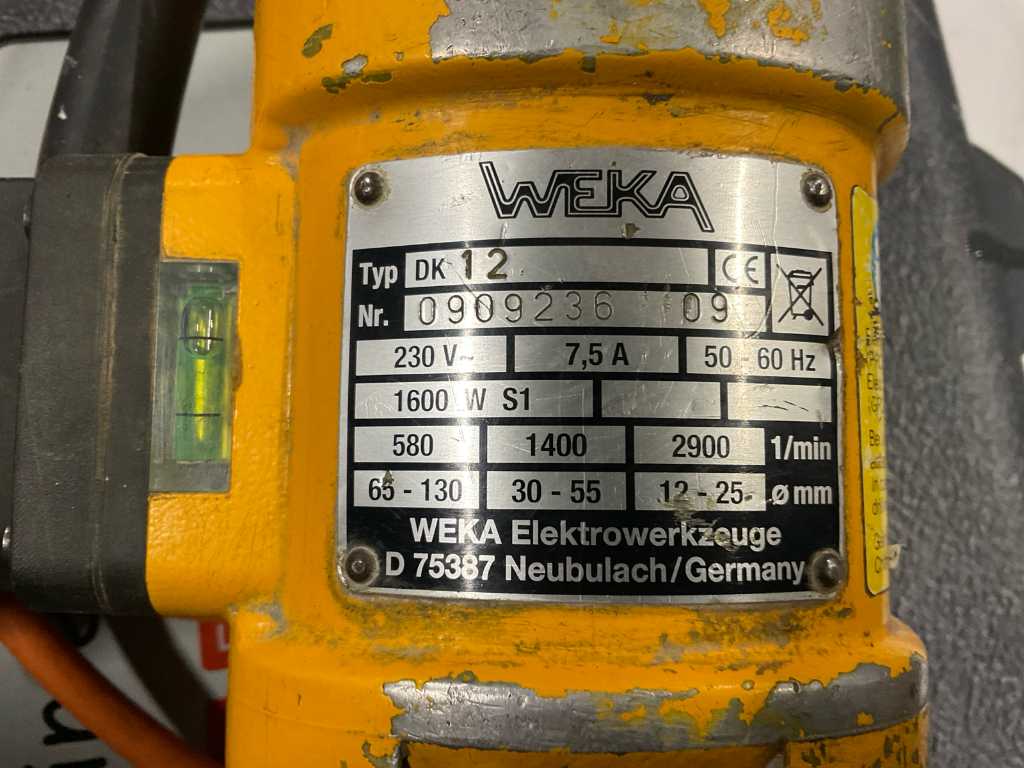 WEKA
Typ DK 12 CE
Nr. 0909236 09
230 V~ 7,5 A 50 - 60 Hz
1600 W S1
580 1400 2900 1/min
65 - 130 30 - 55 12 - 25 ø mm
WEKA Elektrowerkzeuge
D 75387 Neubulach/Germany